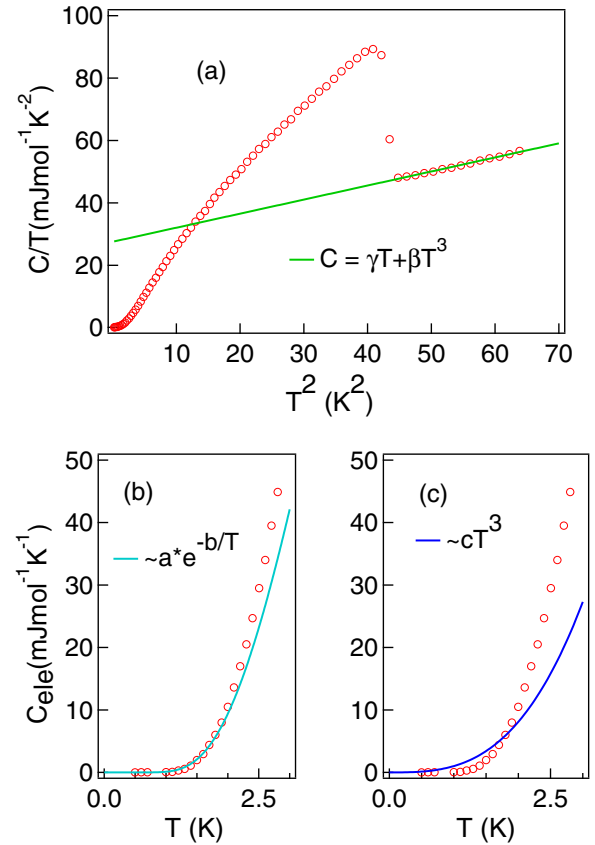 100
80
60
40
20
0
C/T(mJmol⁻¹K⁻²)
(a)
C = γT+βT³
10 20 30 40 50 60 70
T² (K²)
50
40
30
20
10
0
C_ele(mJmol⁻¹K⁻¹)
(b)
~a*e^-b/T
0.0 2.5
T (K)
50
40
30
20
10
0
(c)
~cT³
0.0 2.5
T (K)